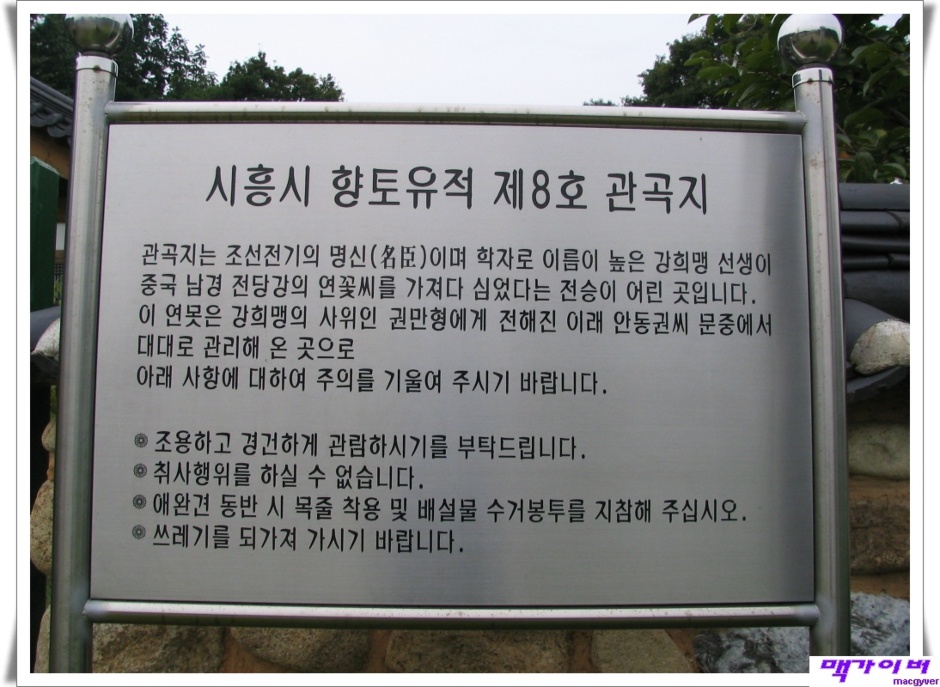 시흥시 향토유적 제8호 관곡지
관곡지는 조선전기의 명신(名臣)이며 학자로 이름이 높은 강희맹 선생이
중국 남경 전당강의 연꽃씨를 가져다 심었다는 전승이 어린 곳입니다.
이 연못은 강희맹의 사위인 권만형에게 전해진 이래 안동권씨 문중에서
대대로 관리해 온 곳으로
아래 사항에 대하여 주의를 기울여 주시기 바랍니다.
조용하고 경건하게 관람하시기를 부탁드립니다.
취사행위를 하실 수 없습니다.
애완견 동반 시 목줄 착용 및 배설물 수거봉투를 지참해 주십시오.
쓰레기를 되가져 가시기 바랍니다.
맥가이버
macgyver